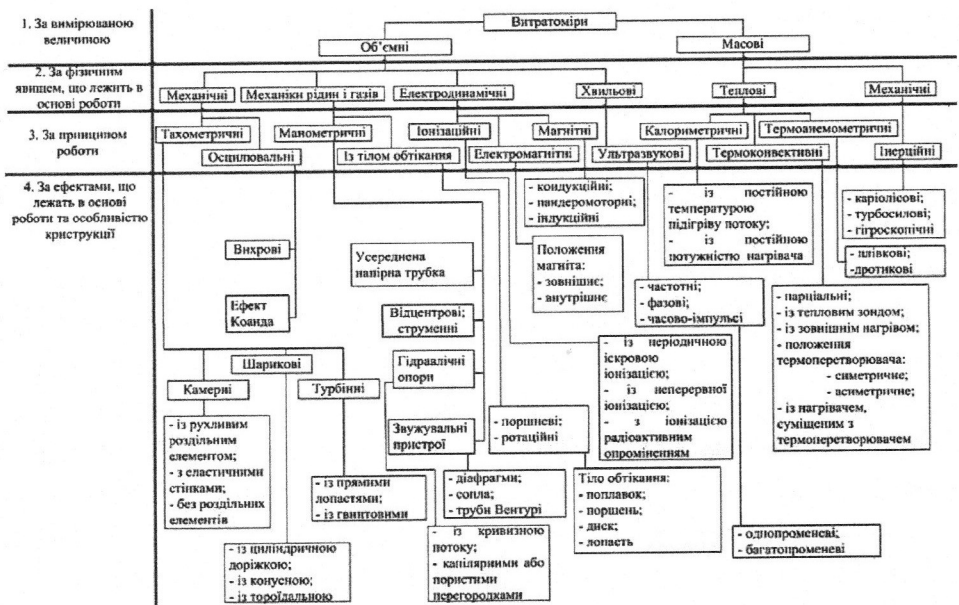 1. За вимірюваною
величиною
Витратоміри
Об'ємні
Масові
2. За фізичним
явищем, що лежить в
основі роботи
Механічні
Механіки рідин і газів
Електродинамічні
Хвильові
Теплові
Механічні
3. За принципом
роботи
Тахометричні
Манометричні
Іонізаційні
Магнітні
Калориметричні
Термоанемометричні
Осцилювальні
Із тілом обтікання
Електромагнітні
Ультразвукові
Термоконвективні
Інерційні
4. За ефектами, що
лежать в основі
роботи та особливістю
криструкції
Вихрові
Ефект
Коанда
Усереднена
напірна трубка
Відцентрові;
струменні
Гідравлічні
опори
Звужувальні
пристрої
- кондукційні;
- пандеромоторні;
- індукційні
Положення
магніта:
- зовнішнє;
- внутрішнє
- із постійною
температурою
підігріву потоку;
- із постійною
потужністю нагрівача
- каріолісові;
- турбосилові;
- гігроскопічні
- плівкові;
-дротикові
- частотні;
- фазові;
- часово-імпульсі
- парціальні;
- із тепловим зондом;
- із зовнішнім нагрівом;
- положення
термоперетворювача:
- симетричне;
- асиметричне;
- із нагрівачем,
суміщеним з
термоперетворювачем
- із періодичною
іскровою
іонізацією;
- із неперервної
іонізацією;
- з іонізацією
радіоактивним
опроміненням
Шарикові
Камерні
Турбінні
- із рухливим
роздільним
елементом;
- з еластичними
стінками;
- без роздільних
елементів
- із прямими
лопастями;
- із гвинтовими
- поршневі;
- ротаційні
- діафрагми;
- сопла;
- труби Вентурі
Тіло обтікання:
- поплавок;
- поршень;
- диск;
- лопасть
- однопроменеві;
- багатопроменеві
- із циліндричною
доріжкою;
- із конусною;
- із тороїдальною
- із кривизною
потоку;
- капілярними або
пористими
перегородками